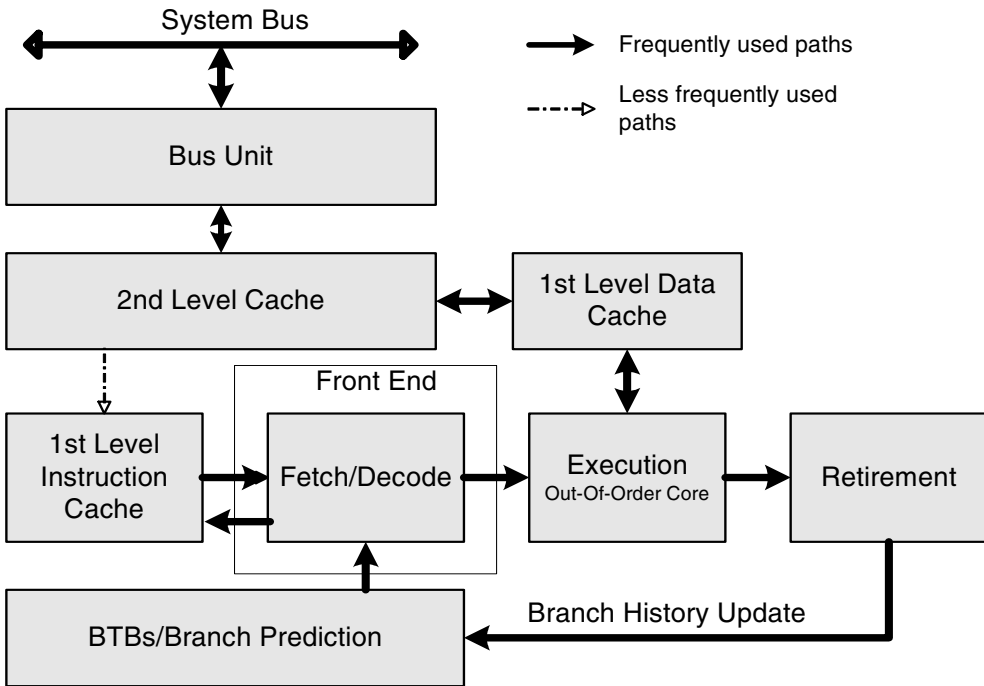 System Bus
Frequently used paths
Less frequently used
paths
Bus Unit
2nd Level Cache
1st Level Data
Cache
Front End
1st Level
Instruction
Cache
Fetch/Decode
Execution
Out-Of-Order Core
Retirement
Branch History Update
BTBs/Branch Prediction